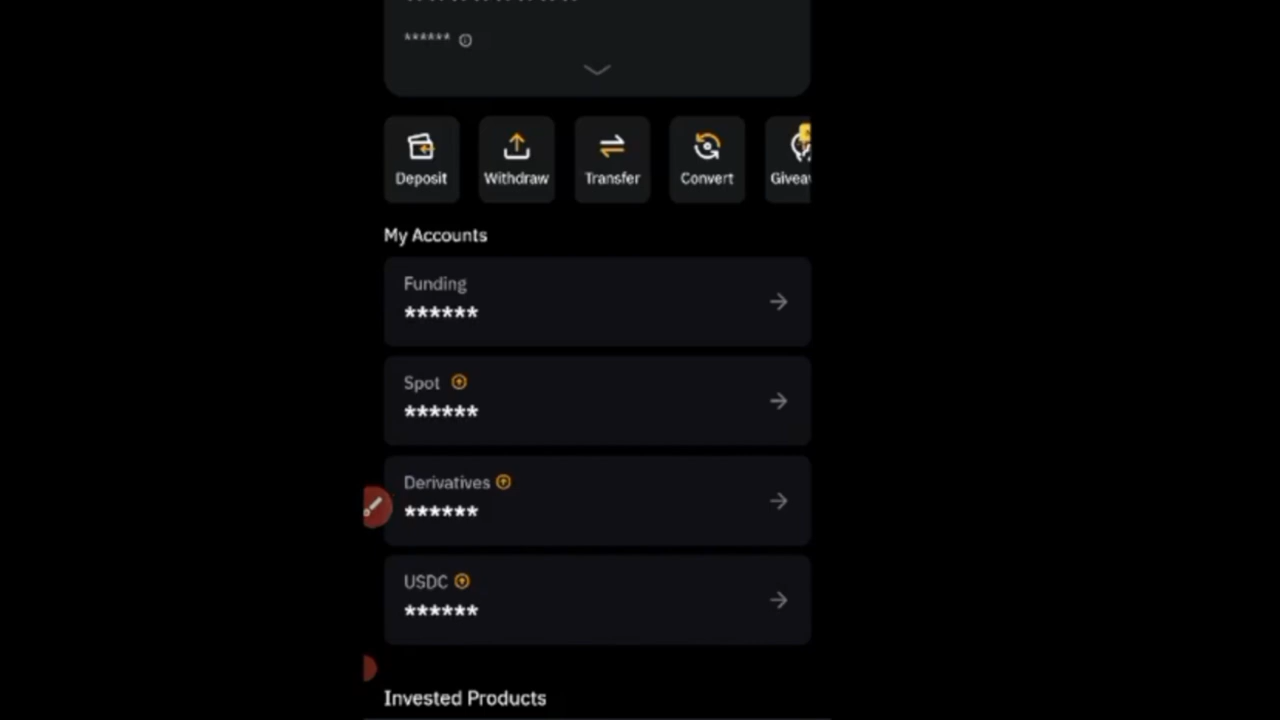 ******
Deposit Withdraw Transfer Convert
My Accounts
Funding
******
Spot
******
Derivatives
******
USDC
******
Invested Products